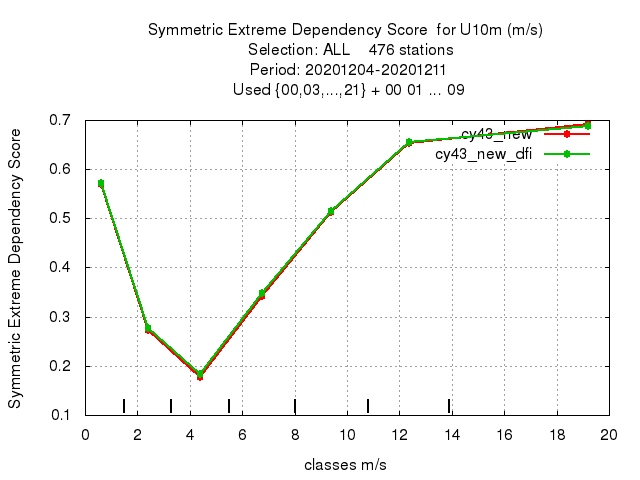 Symmetric Extreme Dependency Score  for U10m (m/s)
Selection: ALL    476 stations
Period: 20201204-20201211
Used {00,03,...,21} + 00 01 ... 09
Symmetric Extreme Dependency Score
0.7
0.6
0.5
0.4
0.3
0.2
0.1
cy43_new
cy43_new_dfi
0 2 4 6 8 10 12 14 16 18 20
classes m/s